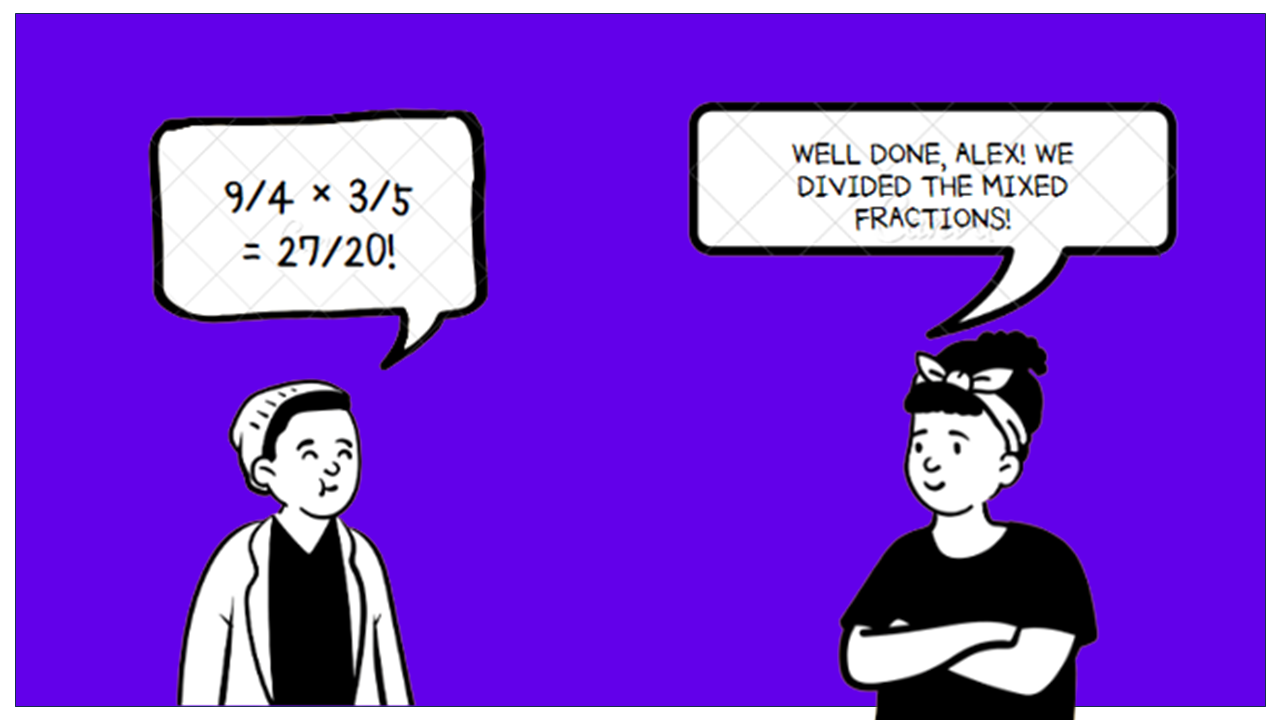 9/4 × 3/5
= 27/20!
WELL DONE, ALEX! WE
DIVIDED THE MIXED
FRACTIONS!